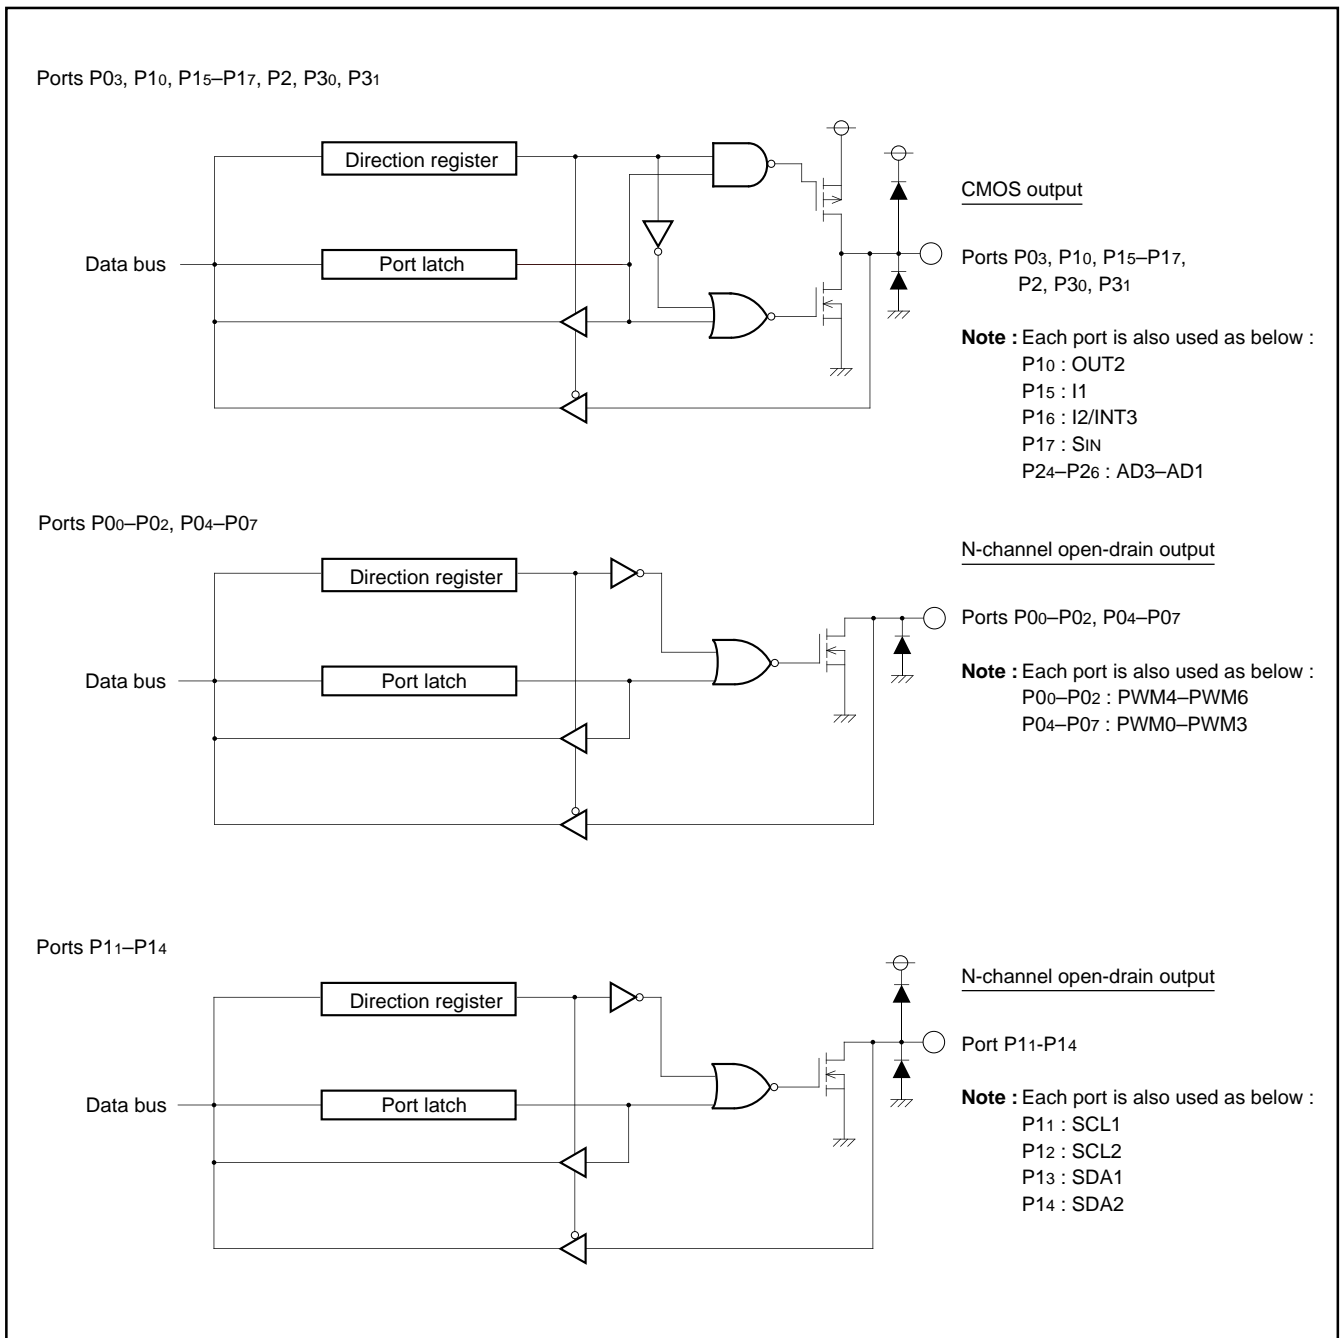 Ports P03, P10, P15–P17, P2, P30, P31
Direction register
CMOS output
Data bus
Port latch
Ports P03, P10, P15–P17,
P2, P30, P31
Note : Each port is also used as below :
P10 : OUT2
P15 : I1
P16 : I2/INT3
P17 : SIN
P24–P26 : AD3–AD1
Ports P00–P02, P04–P07
N-channel open-drain output
Direction register
Ports P00–P02, P04–P07
Data bus
Port latch
Note : Each port is also used as below :
P00–P02 : PWM4–PWM6
P04–P07 : PWM0–PWM3
Ports P11–P14
N-channel open-drain output
Direction register
Port P11-P14
Data bus
Port latch
Note : Each port is also used as below :
P11 : SCL1
P12 : SCL2
P13 : SDA1
P14 : SDA2